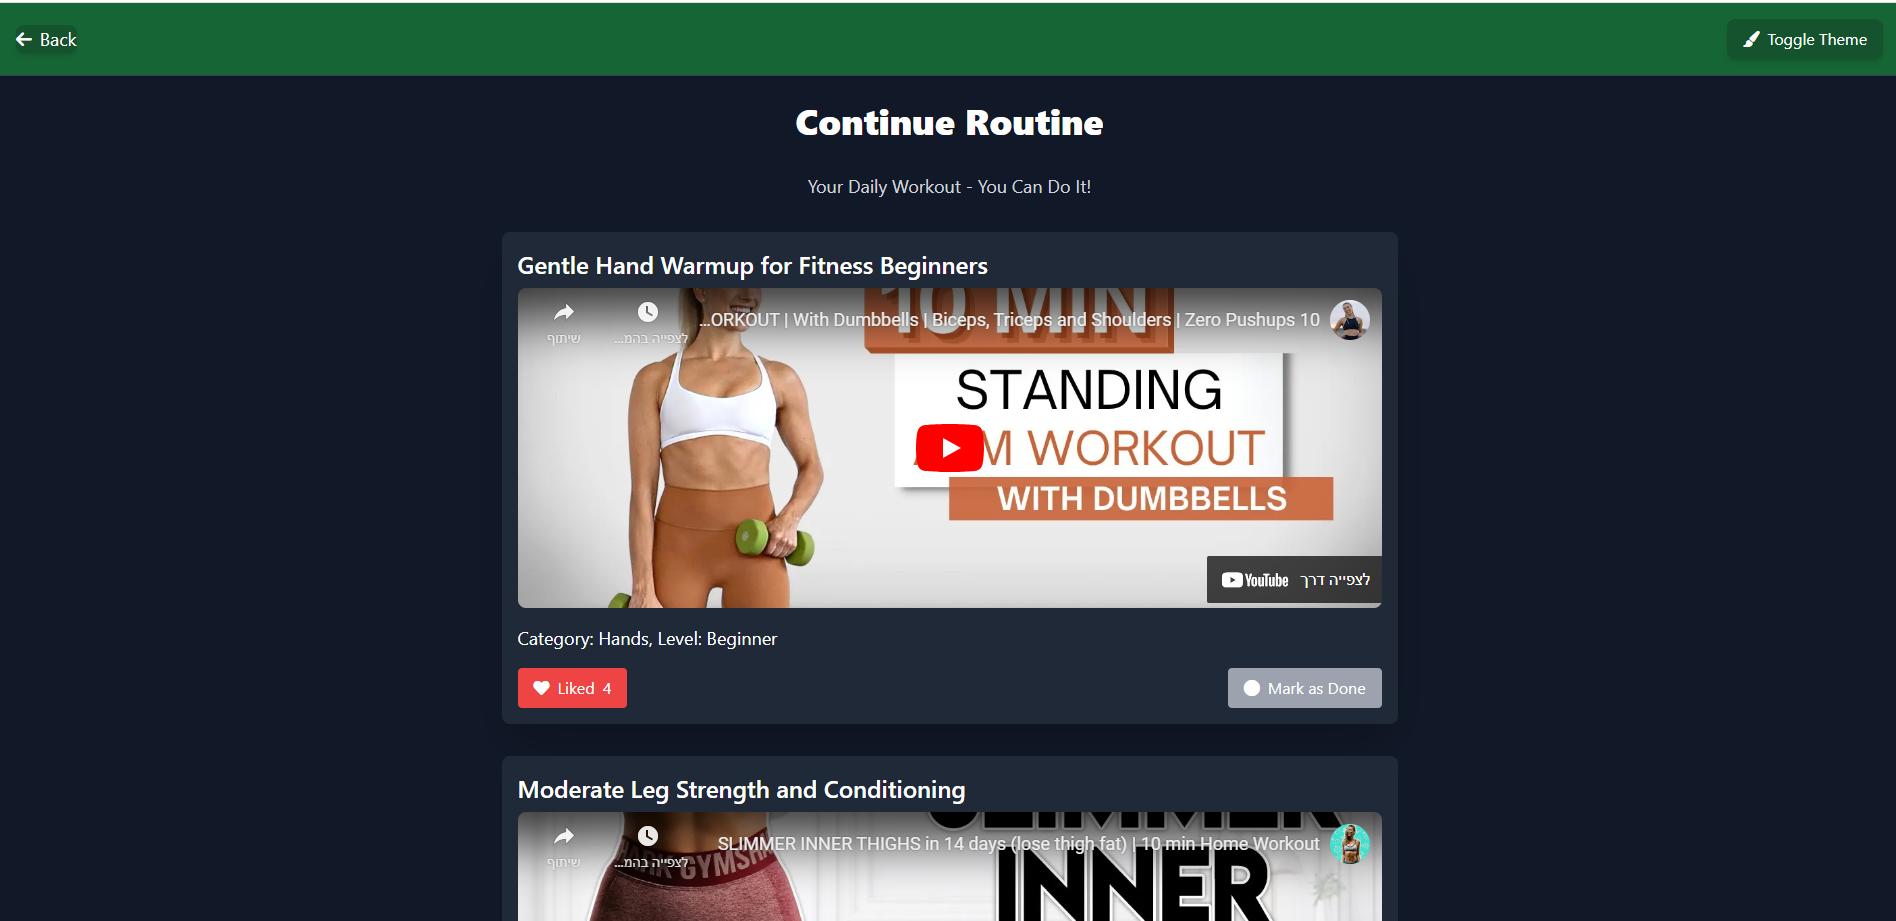 Back
Toggle Theme
Continue Routine
Your Daily Workout - You Can Do It!
Gentle Hand Warmup for Fitness Beginners
שיתוף
לצפייה בהמ...
...ORKOUT | With Dumbbells | Biceps, Triceps and Shoulders | Zero Pushups 10
10 MIN
STANDING
M WORKOUT
WITH DUMBBELLS
לצפייה דרך YouTube
Category: Hands, Level: Beginner
Liked 4
Mark as Done
Moderate Leg Strength and Conditioning
שיתוף
לצפייה בהמ...
SLIMMER INNER THIGHS in 14 days (lose thigh fat) | 10 min Home Workout
SLIMMER
INNER